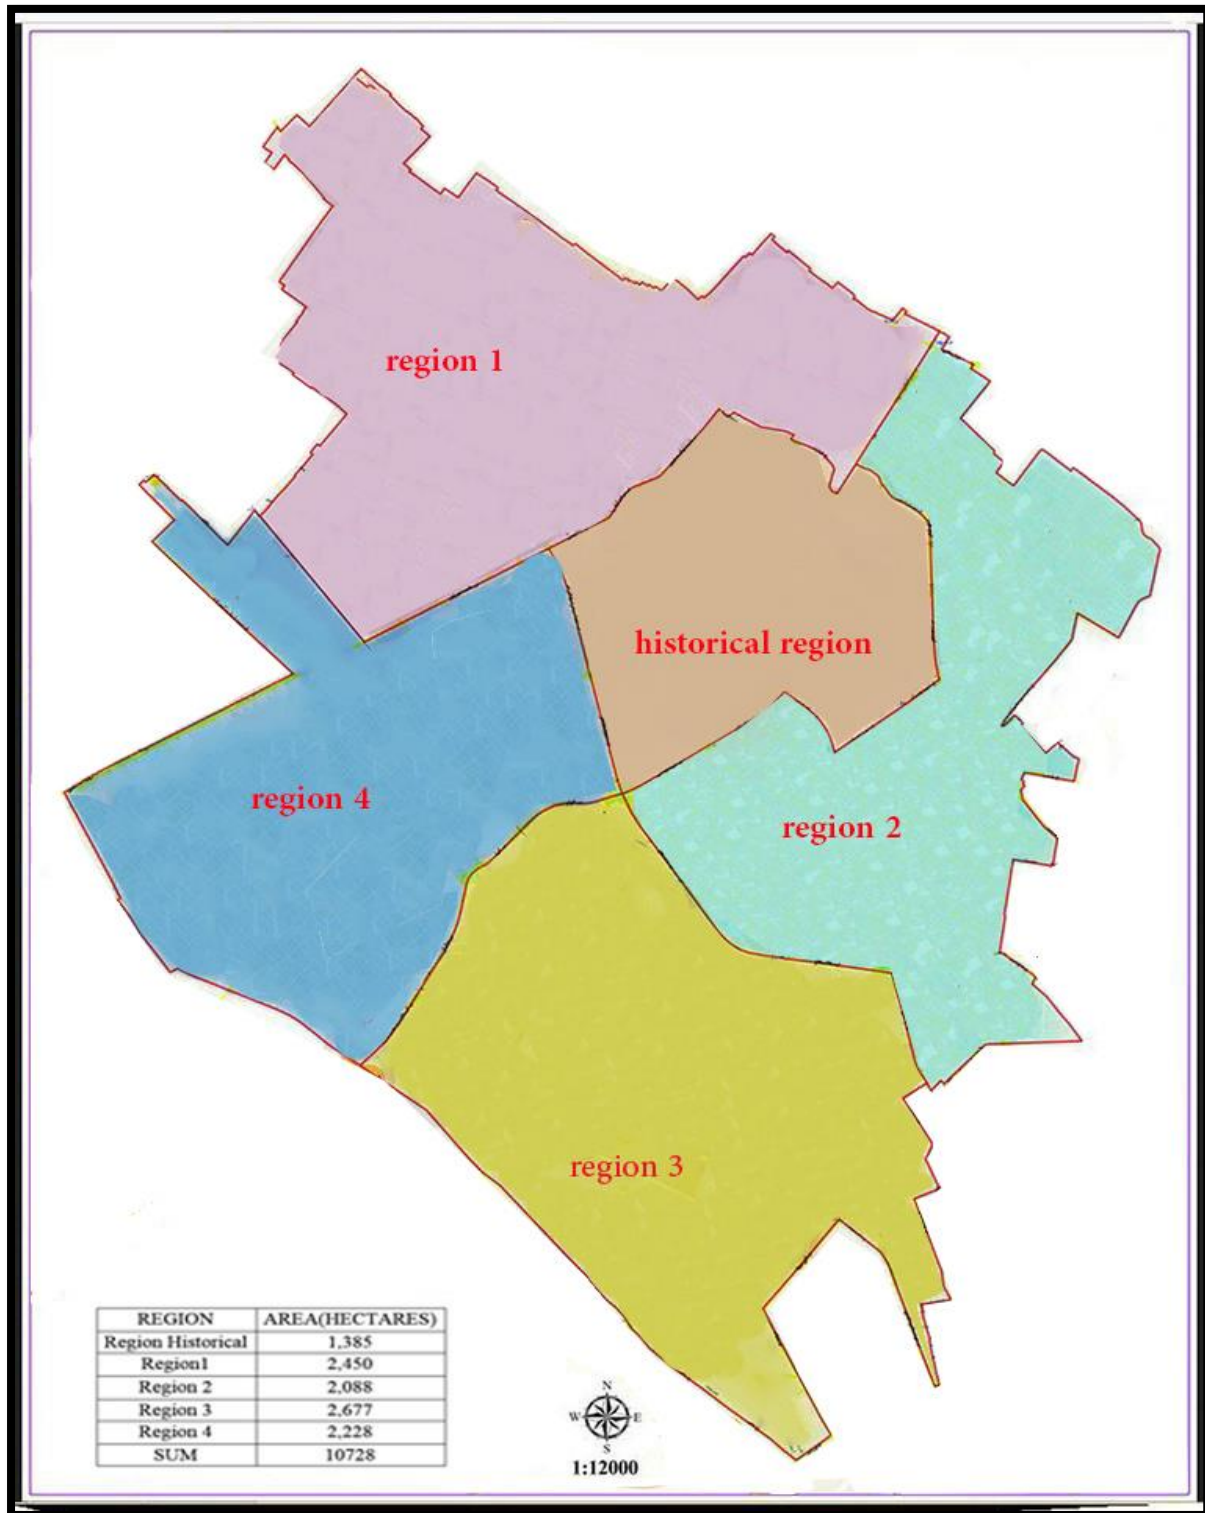 region 1
historical region
region 4
region 2
region 3
REGION AREA(HECTARES)
Region Historical 1,385
Region1 2,450
Region 2 2,088
Region 3 2,677
Region 4 2,228
SUM 10728
N
W E
S
1:12000